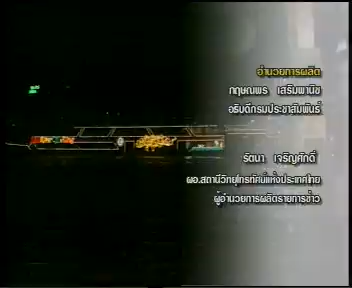 อำนวยการผลิต
กฤษณพร เสริมพานิช
อธิบดีกรมประชาสัมพันธ์
รัตนา เจริญศักดิ์
ผอ.สถานีวิทยุโทรทัศน์แห่งประเทศไทย
ผู้อำนวยการผลิตรายการข่าว